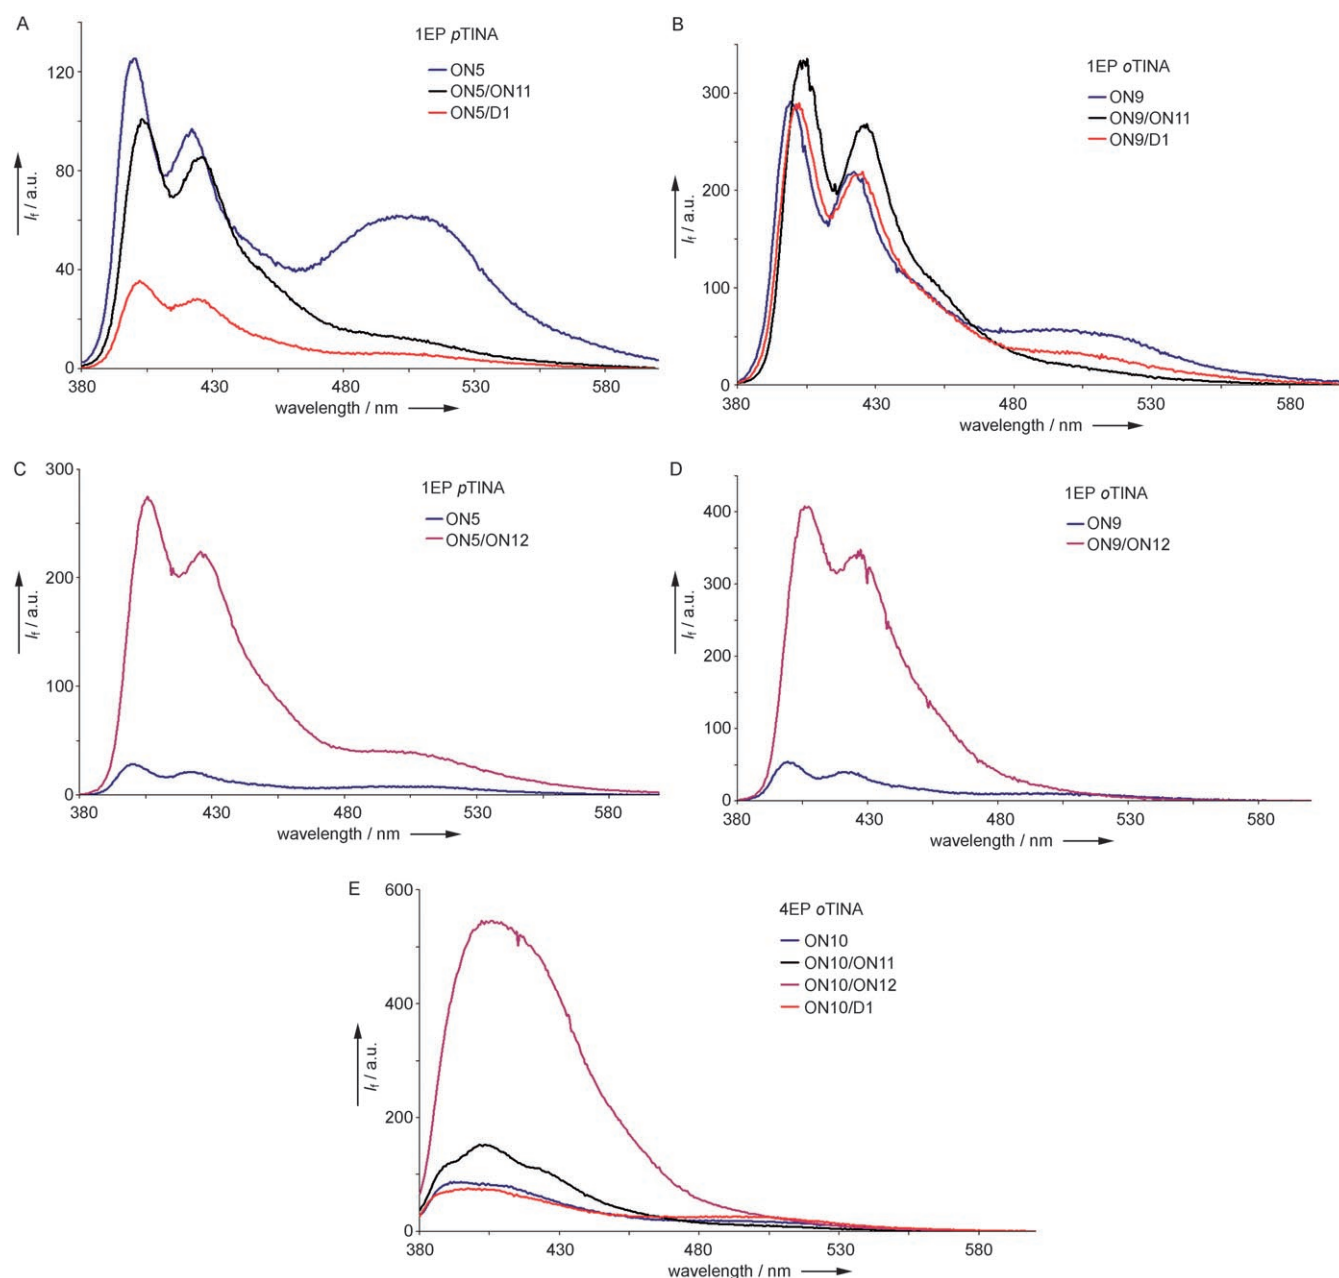 A
1EP pTINA
ON5
ON5/ON11
ON5/D1
120
80
40
0
If / a.u.
380 430 480 530 580
wavelength / nm
B
1EP oTINA
ON9
ON9/ON11
ON9/D1
300
200
100
0
If / a.u.
380 430 480 530 580
wavelength / nm
C
1EP pTINA
ON5
ON5/ON12
300
200
100
0
If / a.u.
380 430 480 530 580
wavelength / nm
D
1EP oTINA
ON9
ON9/ON12
400
300
200
100
0
If / a.u.
380 430 480 530 580
wavelength / nm
E
4EP oTINA
ON10
ON10/ON11
ON10/ON12
ON10/D1
600
400
200
0
If / a.u.
380 430 480 530 580
wavelength / nm